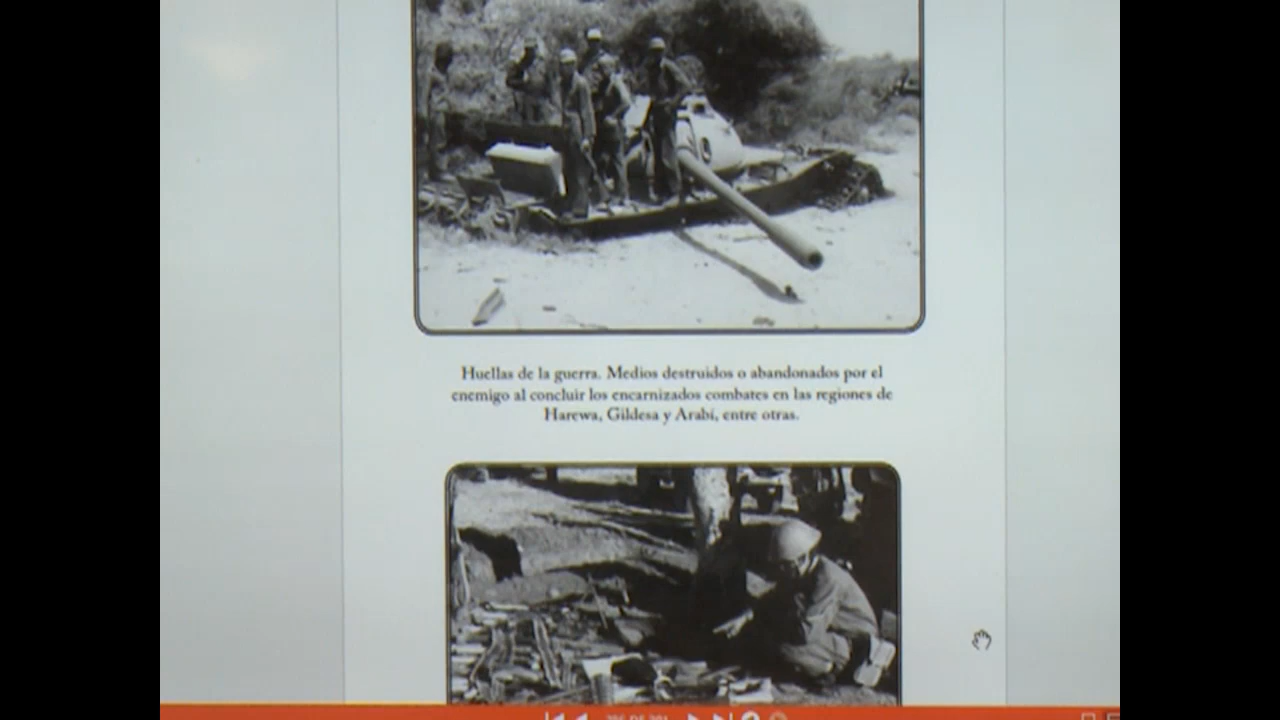 9
Huellas de la guerra. Medios destruidos o abandonados por el
enemigo al concluir los encarnizados combates en las regiones de
Harewa, Gildesa y Arabí, entre otras.